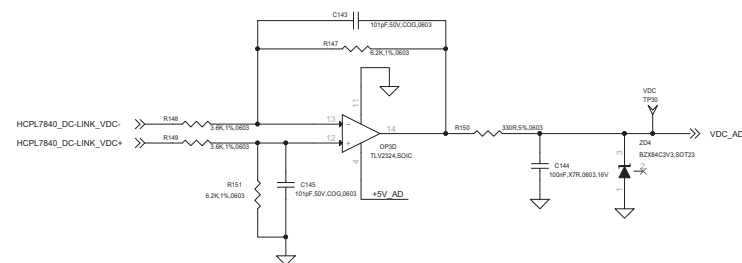 C143
101pF,50V,COG,0603
R147
6.2K,1%,0603
VDC
TP30
11
HCPL7840_DC-LINK_VDC-
R148
3.6K,1%,0603
13
-
14
R150
330R,5%,0603
VDC_AD
HCPL7840_DC-LINK_VDC+
R149
3.6K,1%,0603
12
+
OP3D
TLV2324,SOIC
4
+5V_AD
R151
6.2K,1%,0603
C145
101pF,50V,COG,0603
C144
100nF,X7R,0603,16V
ZD4
BZX84C3V3,SOT23
3
2
1